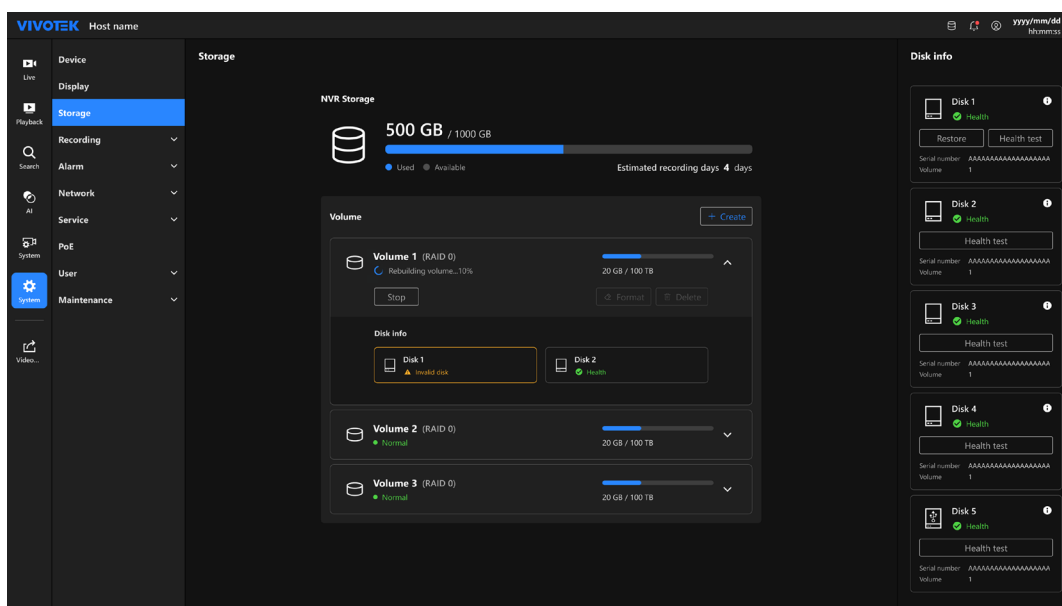 VIVOTEK Host name
yyyy/mm/dd
hh:mm:ss
Live
Playback
Search
AI
System
System
Video...
Device
Display
Storage
Recording
Alarm
Network
Service
PoE
User
Maintenance
Storage
NVR Storage
500 GB / 1000 GB
Used Available
Estimated recording days 4 days
Volume
+ Create
Volume 1 (RAID 0)
Rebuilding volume...10%
20 GB / 100 TB
Stop
Format
Delete
Disk info
Disk 1
Invalid disk
Disk 2
Health
Volume 2 (RAID 0)
Normal
20 GB / 100 TB
Volume 3 (RAID 0)
Normal
20 GB / 100 TB
Disk info
Disk 1
Health
Restore
Health test
Serial number AAAAAAAAAAAAAAAAAAA
Volume 1
Disk 2
Health
Health test
Serial number AAAAAAAAAAAAAAAAAAA
Volume 1
Disk 3
Health
Health test
Serial number AAAAAAAAAAAAAAAAAAA
Volume 1
Disk 4
Health
Health test
Serial number AAAAAAAAAAAAAAAAAAA
Volume 1
Disk 5
Health
Health test
Serial number AAAAAAAAAAAAAAAAAAA
Volume 1